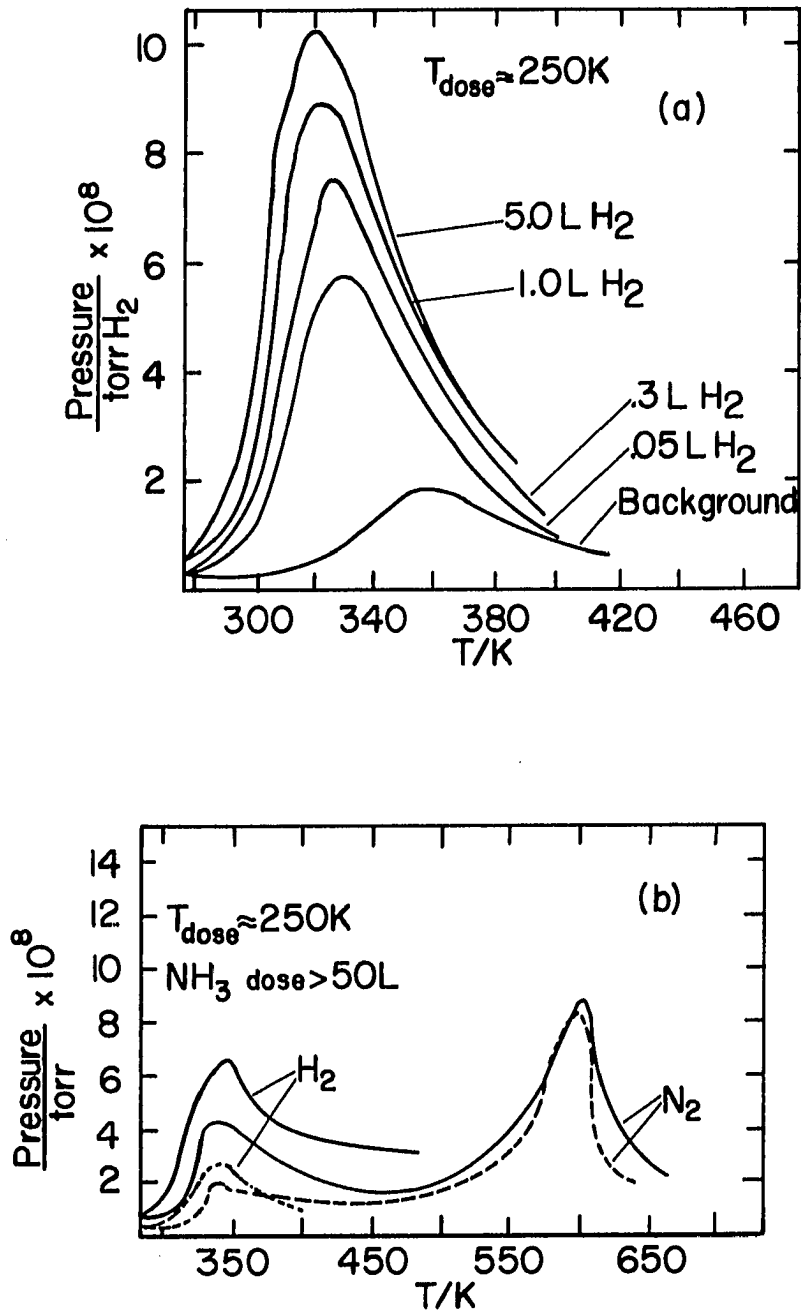 10
8
6
4
2
Pressure
torr H2
x 10^8
Tdose≈250K
(a)
5.0 L H2
1.0 L H2
.3 L H2
.05 L H2
Background
300 340 380 420 460
T/K
14
12
10
8
6
4
2
Pressure
torr
x 10^8
Tdose≈250K
(b)
NH3 dose>50L
H2
N2
350 450 550 650
T/K